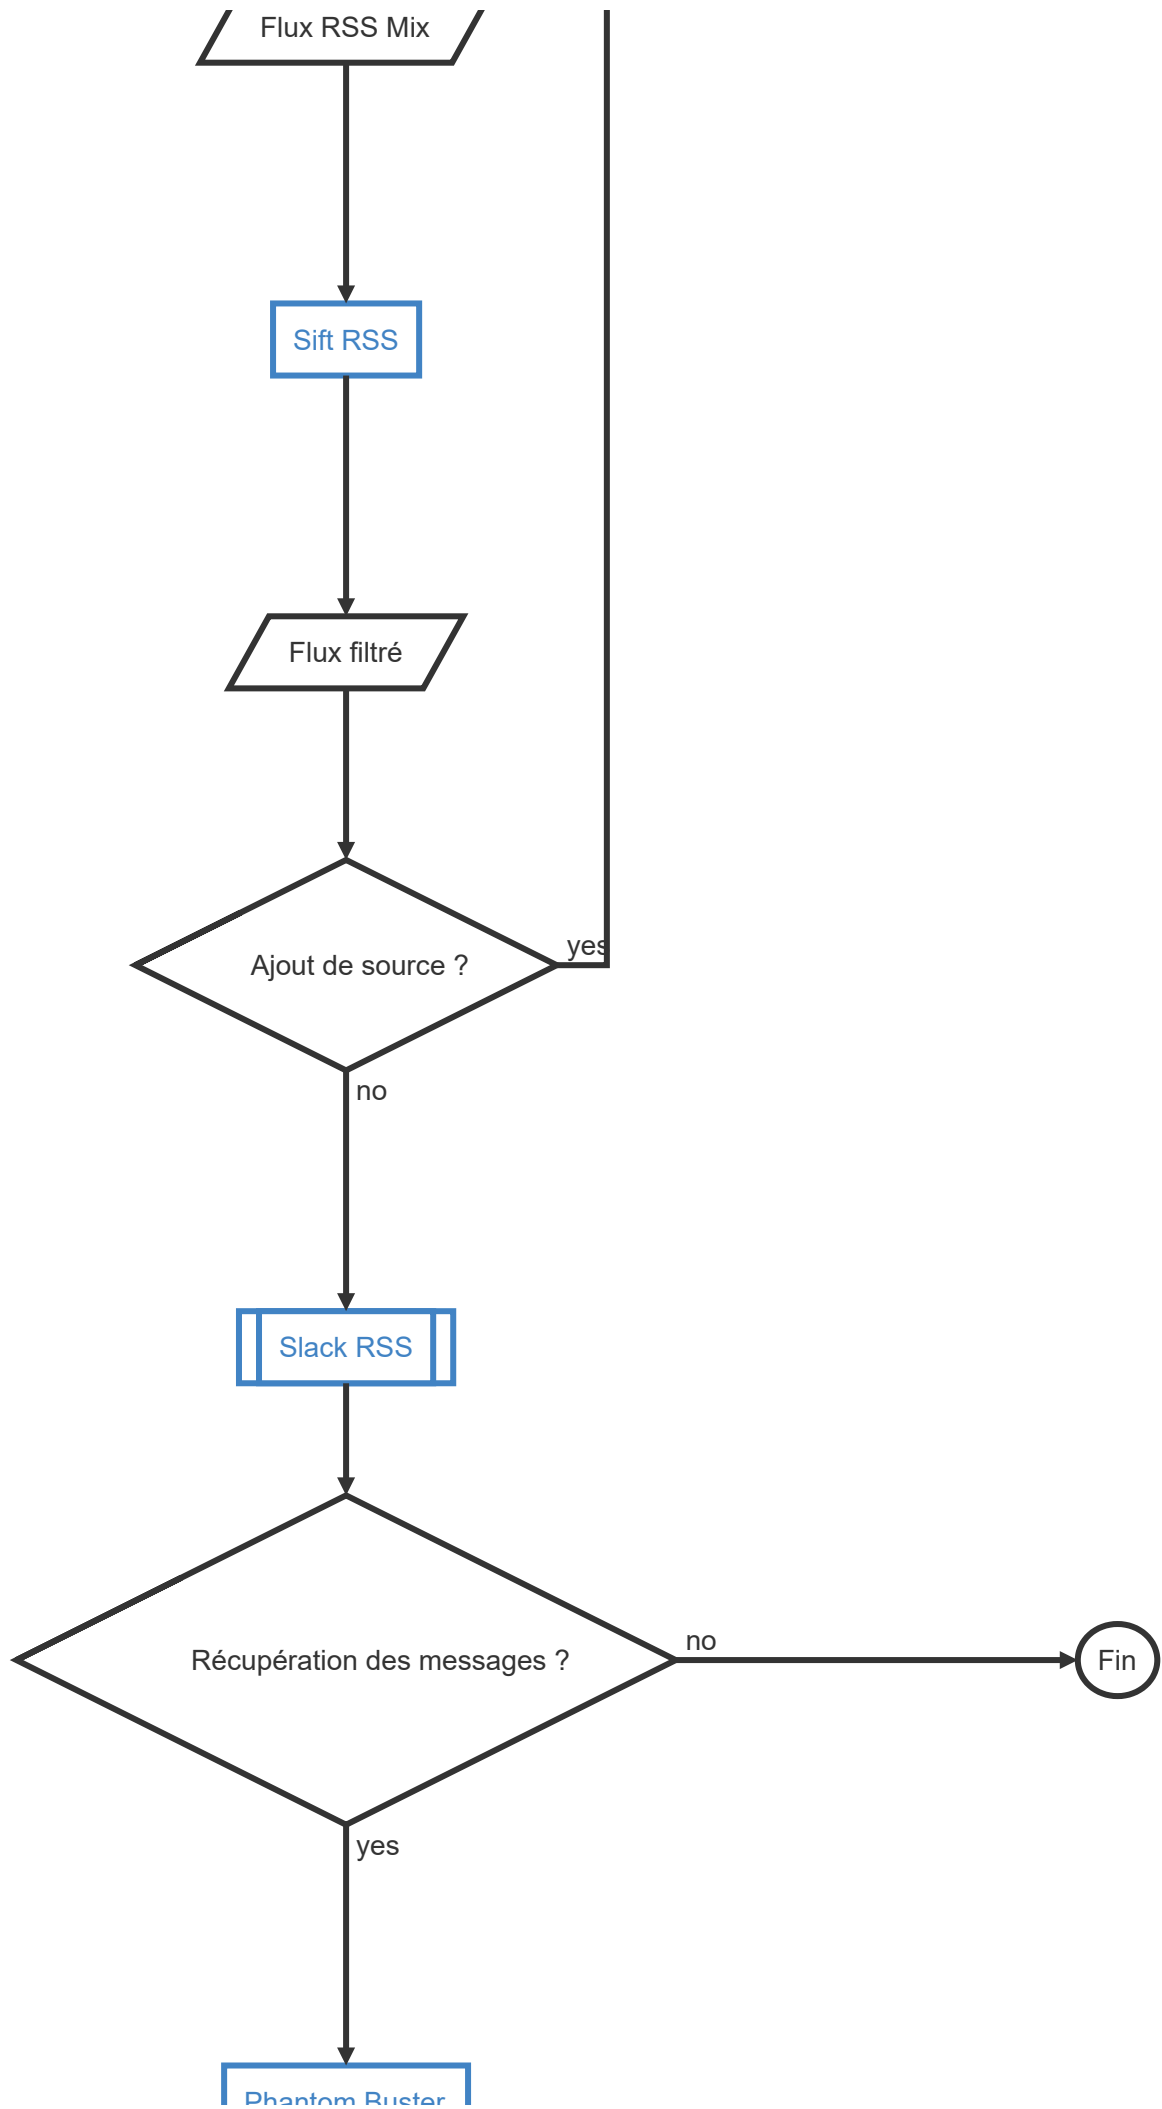 Flux RSS Mix
Sift RSS
Flux filtré
yes
Ajout de source ?
no
Slack RSS
no
Récupération des messages ?
Fin
yes
Phantom Buster